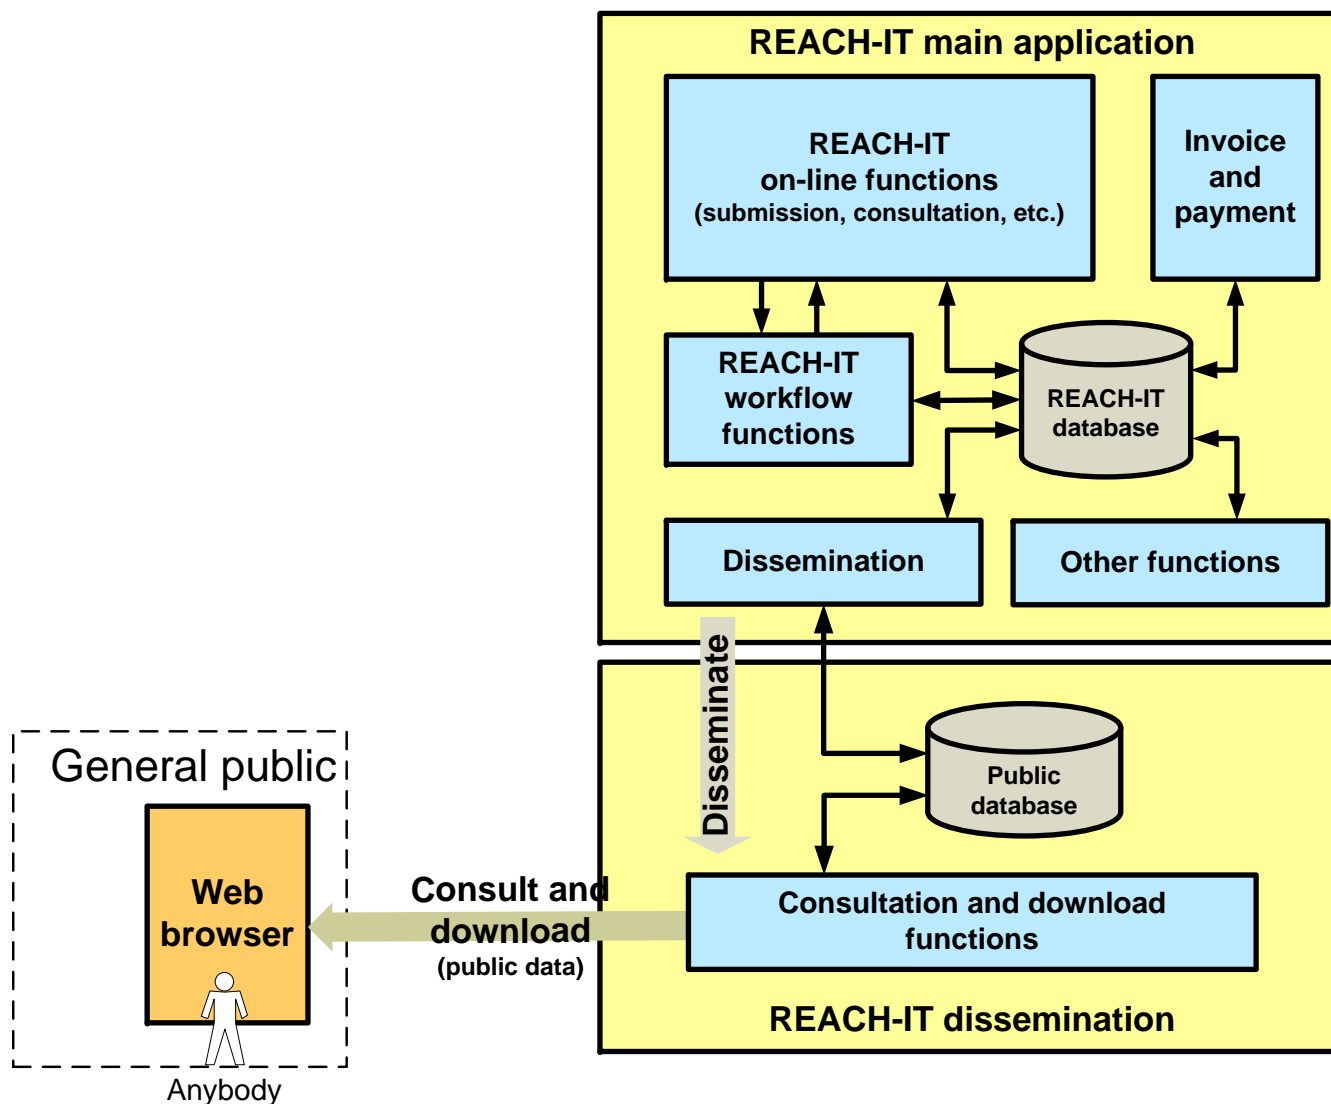 REACH-IT main application
REACH-IT
on-line functions
(submission, consultation, etc.)
Invoice
and
payment
REACH-IT
workflow
functions
REACH-IT
database
Dissemination
Other functions
Disseminate
Public
database
General public
Web
browser
Anybody
Consult and
download
(public data)
Consultation and download
functions
REACH-IT dissemination